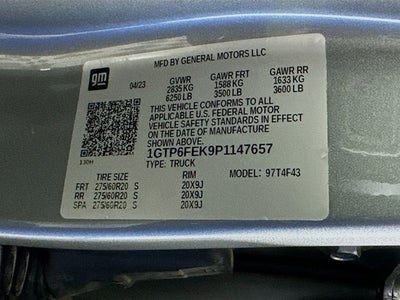 MFD BY GENERAL MOTORS LLC
gm
04/23 GVWR GAWR FRT GAWR RR
2835 KG 1588 KG 1633 KG
6250 LB 3500 LB 3600 LB
THIS VEHICLE CONFORMS TO ALL
APPLICABLE U.S. FEDERAL MOTOR
VEHICLE SAFETY STANDARDS IN EFFECT
ON THE DATE OF MANUFACTURE
SHOWN ABOVE.
1GTP6FEK9P1147657
TYPE: TRUCK
TIRE SIZE RIM MODEL: 97T4F43
FRT 275/60R20 S 20X9J
RR 275/60R20 S 20X9J
SPA 275/60R20 S 20X9J